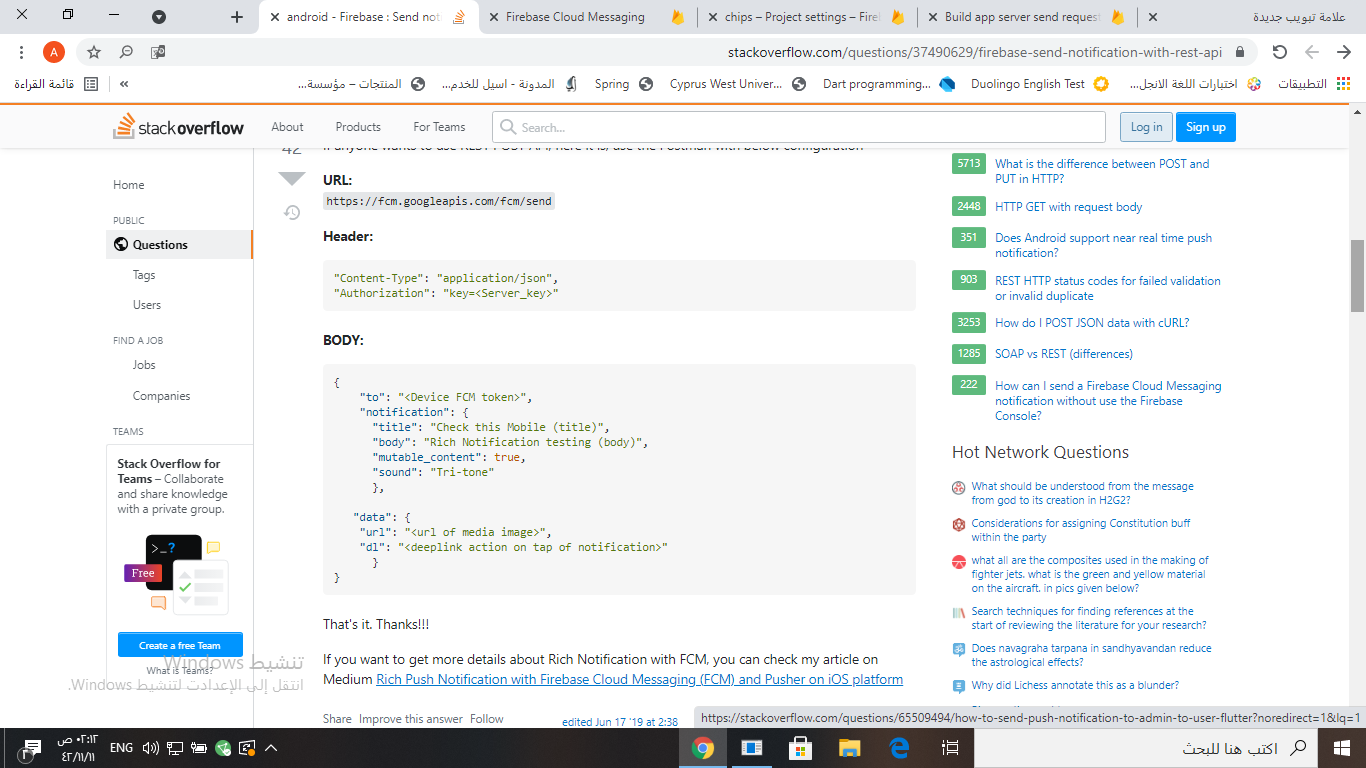 android - Firebase : Send not
Firebase Cloud Messaging
chips – Project settings – Fire
Build app server send request
علامة تبويب جديدة
A
stackoverflow.com/questions/37490629/firebase-send-notification-with-rest-api
التطبيقات
اختبارات اللغة الانجل...
Duolingo English Test
Dart programming...
Cyprus West Univer...
Spring
المدونة - اسيل للخدم...
المنتجات – مؤسسة...
»
قائمة القراءة
stackoverflow
About
Products
For Teams
Search...
Log in
Sign up
Home
PUBLIC
Questions
Tags
Users
FIND A JOB
Jobs
Companies
TEAMS
Stack Overflow for
Teams – Collaborate
and share knowledge
with a private group.
>_?
Free
Create a free Team
What is Teams?
42
If anyone wants to use REST POST API, here it is, use the Postman with below configuration
URL:
https://fcm.googleapis.com/fcm/send
Header:
"Content-Type": "application/json",
"Authorization": "key=<Server_key>"
BODY:
{
"to": "<Device FCM token>",
"notification": {
"title": "Check this Mobile (title)",
"body": "Rich Notification testing (body)",
"mutable_content": true,
"sound": "Tri-tone"
},
"data": {
"url": "<url of media image>",
"dl": "<deeplink action on tap of notification>"
}
}
That's it. Thanks!!!
If you want to get more details about Rich Notification with FCM, you can check my article on
Medium Rich Push Notification with Firebase Cloud Messaging (FCM) and Pusher on iOS platform
Share Improve this answer Follow
edited Jun 17 '19 at 2:38
5713 What is the difference between POST and
PUT in HTTP?
2448 HTTP GET with request body
351 Does Android support near real time push
notification?
903 REST HTTP status codes for failed validation
or invalid duplicate
3253 How do I POST JSON data with cURL?
1285 SOAP vs REST (differences)
222 How can I send a Firebase Cloud Messaging
notification without use the Firebase
Console?
Hot Network Questions
What should be understood from the message
from god to its creation in H2G2?
Considerations for assigning Constitution buff
within the party
what all are the composites used in the making of
fighter jets. what is the green and yellow material
on the aircraft. in pics given below?
Search techniques for finding references at the
start of reviewing the literature for your research?
Does navagraha tarpana in sandhyavandan reduce
the astrological effects?
Why did Lichess annotate this as a blunder?
تنشيط Windows
انتقل إلى الإعدادات لتنشيط Windows.
https://stackoverflow.com/questions/65509494/how-to-send-push-notification-to-admin-to-user-flutter?noredirect=1&lq=1
اكتب هنا للبحث
ENG
٠٢:١٣ ص
٤٢/١١/١١